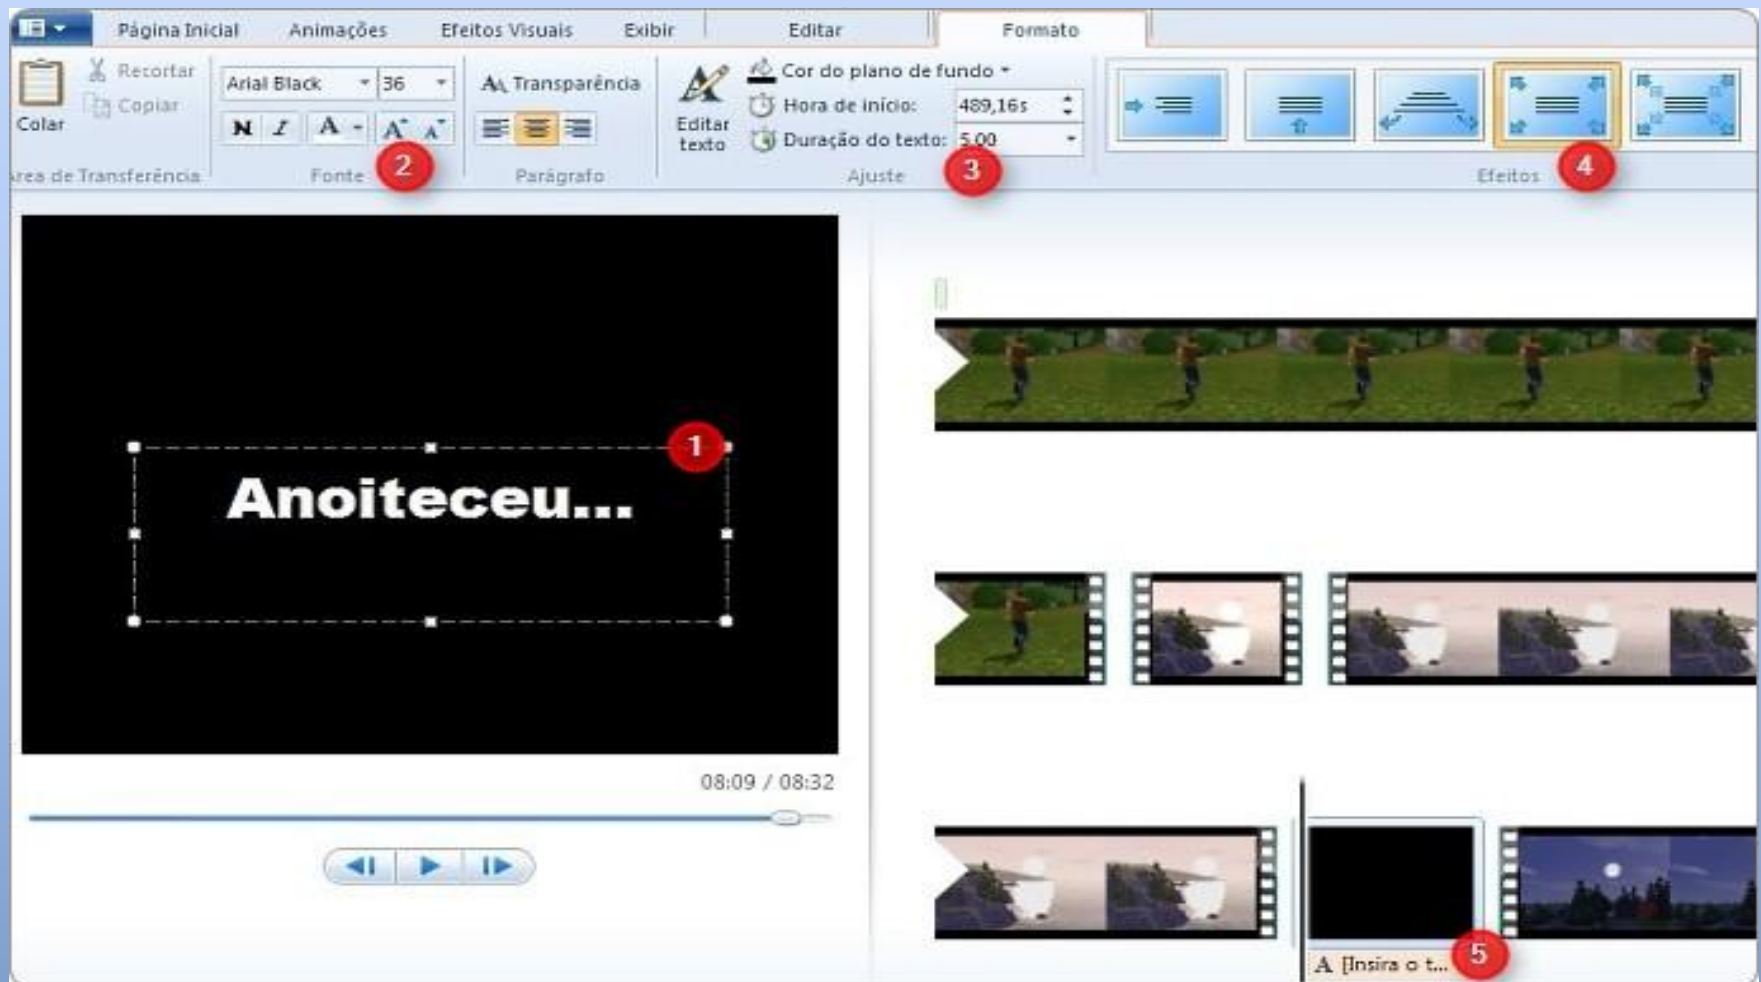 Página Inicial Animações Efeitos Visuais Exibir Editar Formato
Recortar
Copiar
Colar
Área de Transferência
Arial Black 36
N I A A A
2
Fonte
Transparência
Parágrafo
Editar
texto
Cor do plano de fundo
Hora de início: 489,16s
Duração do texto: 5,00
Ajuste
3
Efeitos
4
1
Anoiteceu...
08:09 / 08:32
A [Insira o t...
5